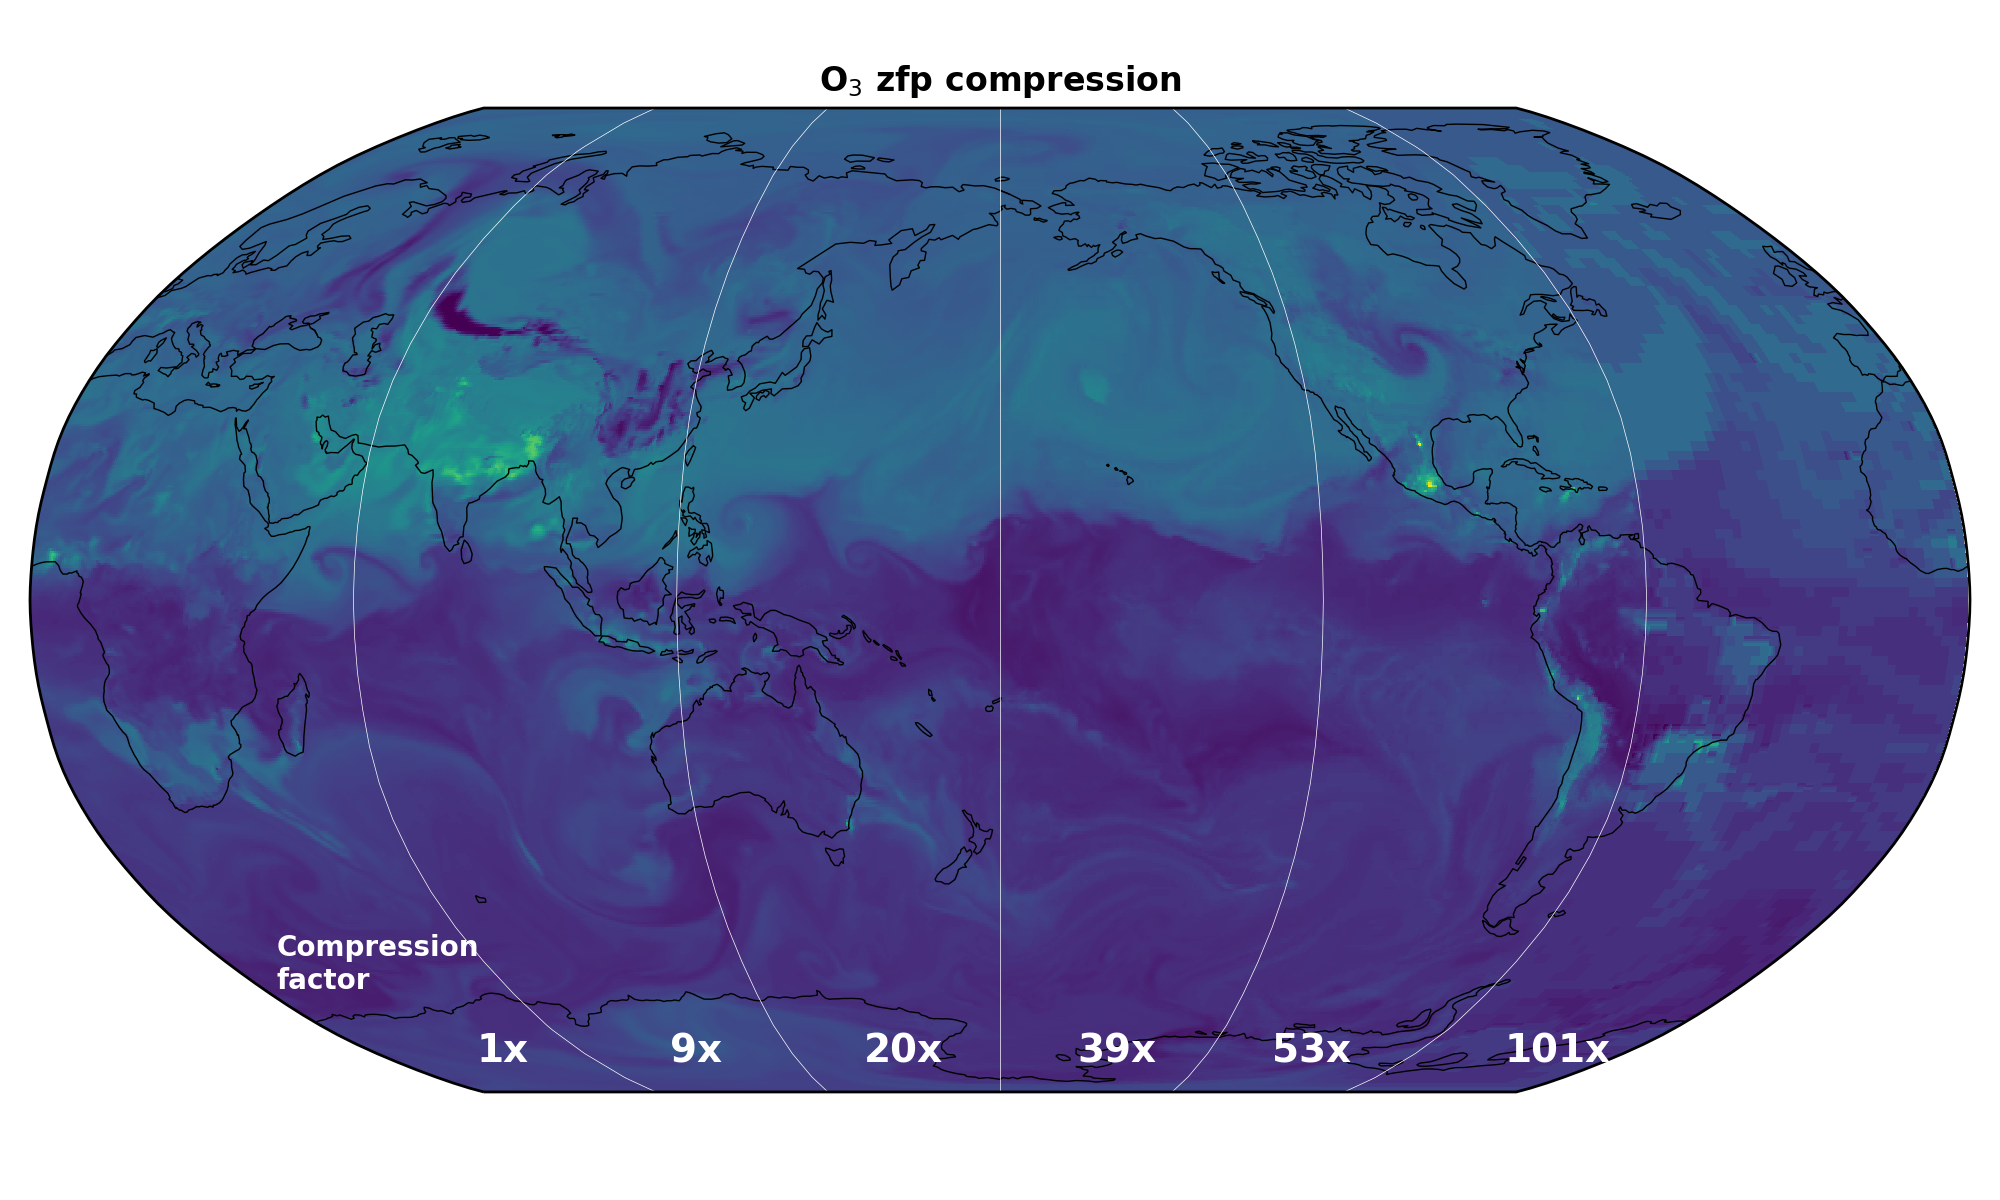 O₃ zfp compression
Compression
factor
1x 9x 20x 39x 53x 101x